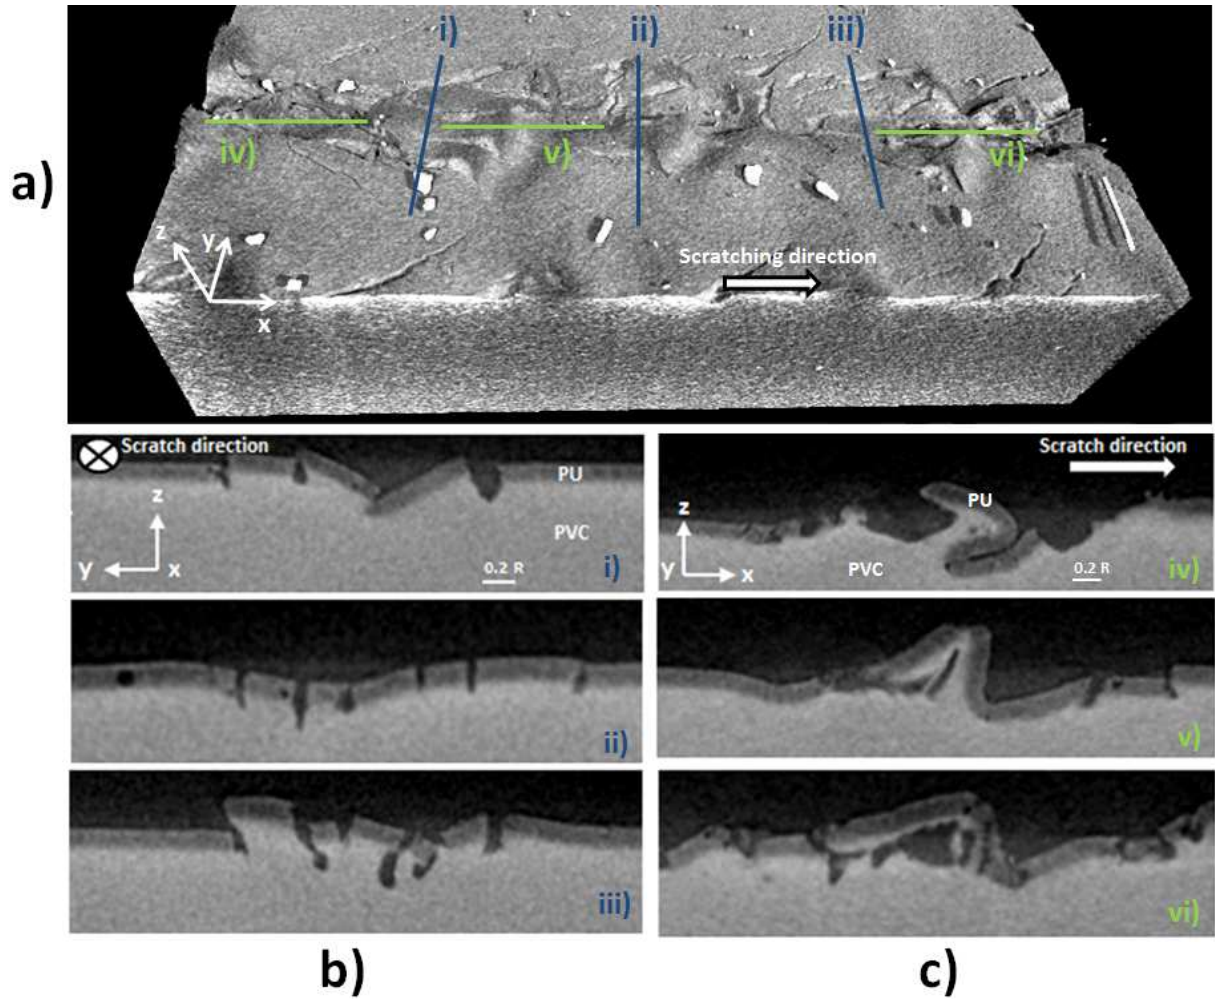 i)
ii)
iii)
iv)
v)
vi)
a)
z
y
x
Scratching direction
Scratch direction
PU
z
PVC
y
x
0.2 R
i)
ii)
iii)
b)
Scratch direction
PU
z
y
x
PVC
0.2 R
iv)
v)
vi)
c)